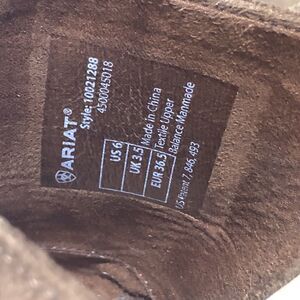 ARIAT®
Style: 10021288
4500045018
US 6
UK 3.5
EUR 36.5
Made in China
Textile Upper
Balance Manmade
US Patent 7,846,493